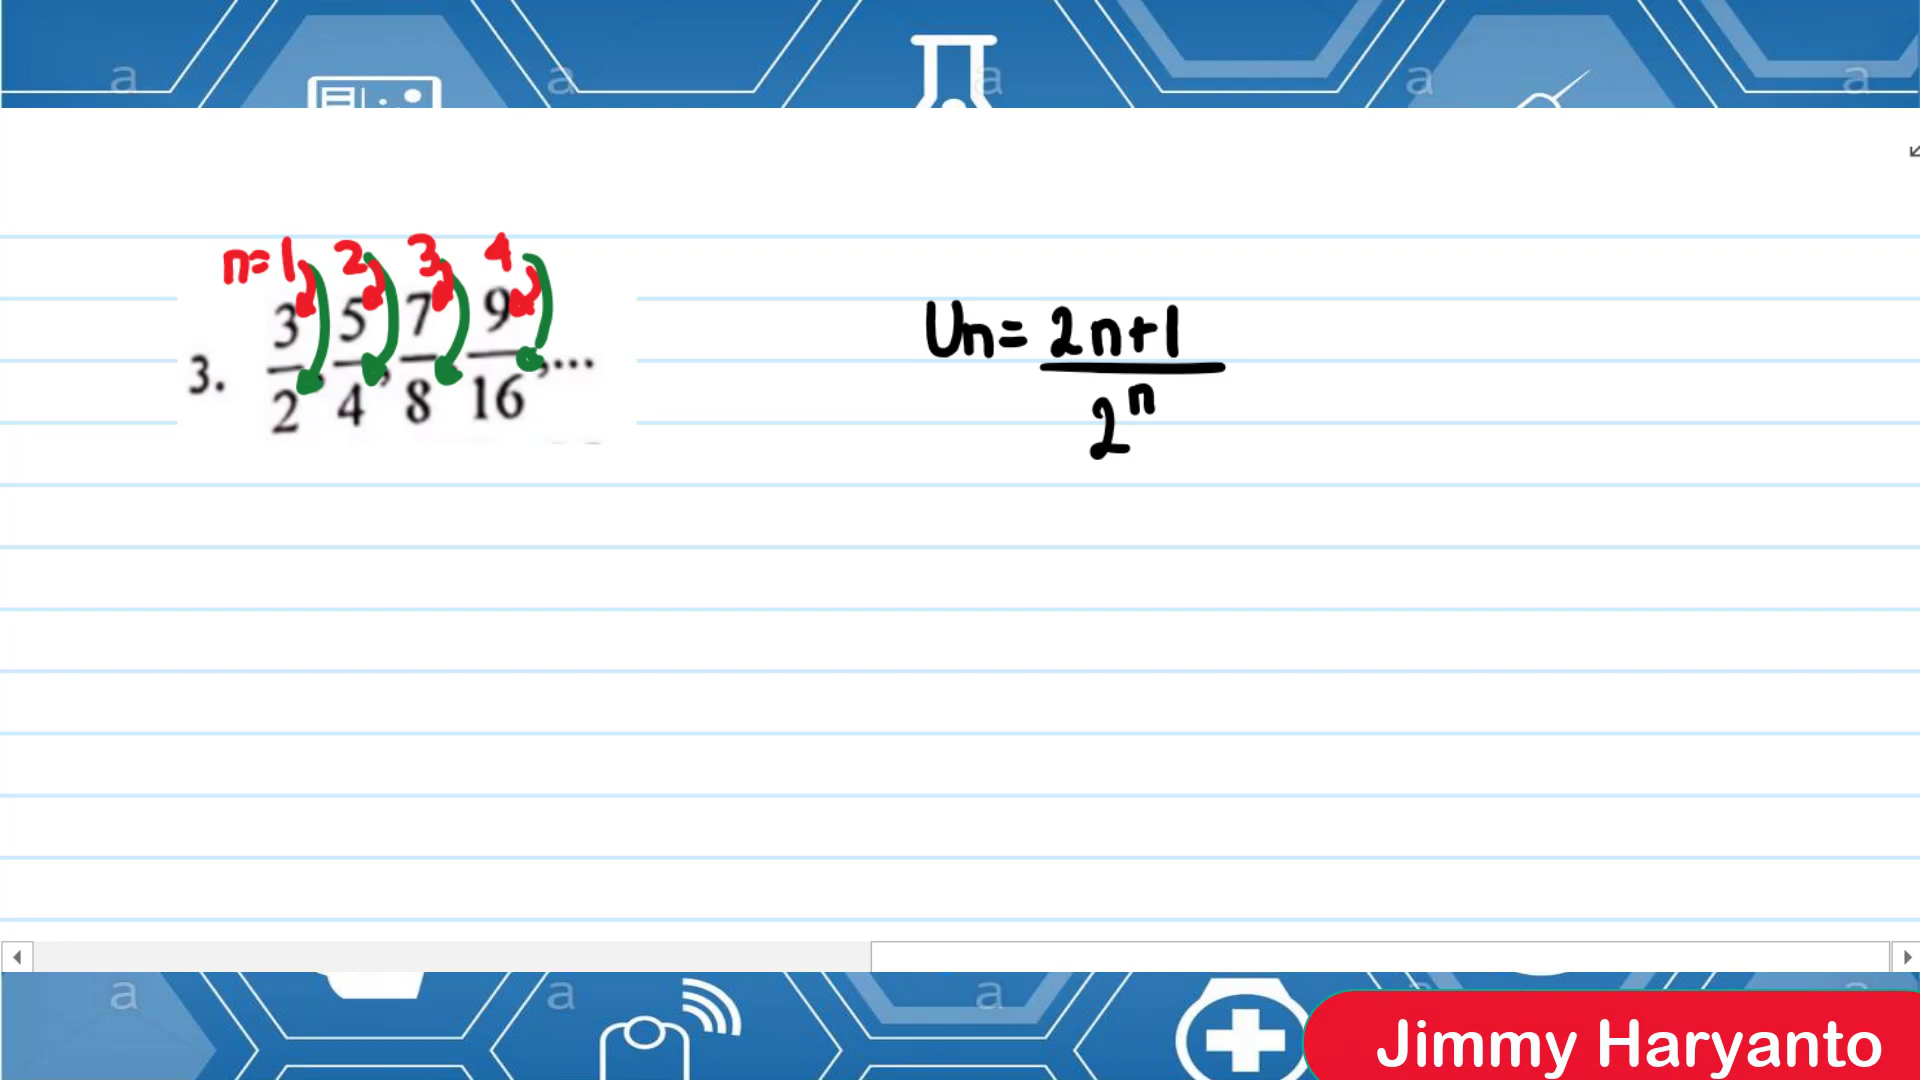 n=1 2 3 4
3. 3/2, 5/4, 7/8, 9/16, ...
Un= 2n+1
2^n
Jimmy Haryanto
a a a a a
a a a a a